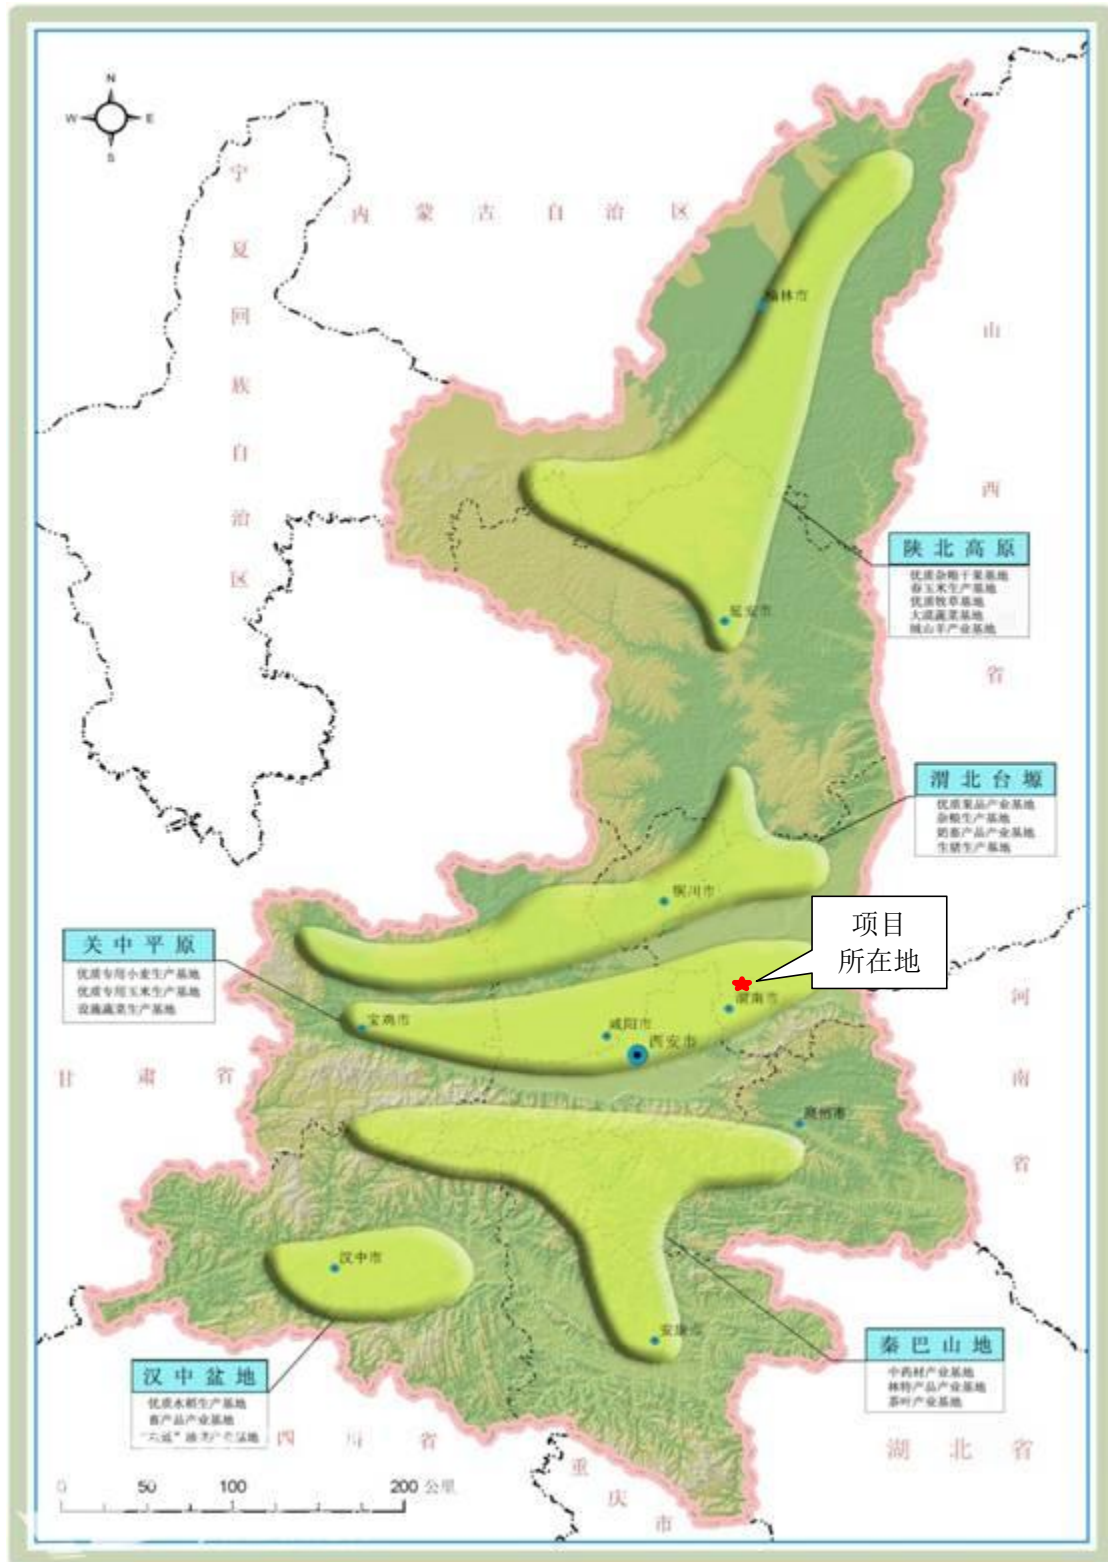 N
W E
S
宁夏回族自治区
内蒙古自治区
榆林市
山西省
陕北高原
优质杂粮干果基地
春玉米生产基地
优质牧草基地
大漠蔬菜基地
绒山羊产业基地
延安市
渭北台塬
优质果品产业基地
杂粮生产基地
奶畜产品产业基地
生猪生产基地
铜川市
项目
所在地
关中平原
优质专用小麦生产基地
优质专用玉米生产基地
设施蔬菜生产基地
宝鸡市
咸阳市
西安市
渭南市
河南省
甘肃省
商州市
汉中市
安康市
秦巴山地
中药材产业基地
林特产品产业基地
茶叶产业基地
汉中盆地
优质水稻生产基地
畜产品产业基地
四川省
重庆市
湖北省
0 50 100 200 公里